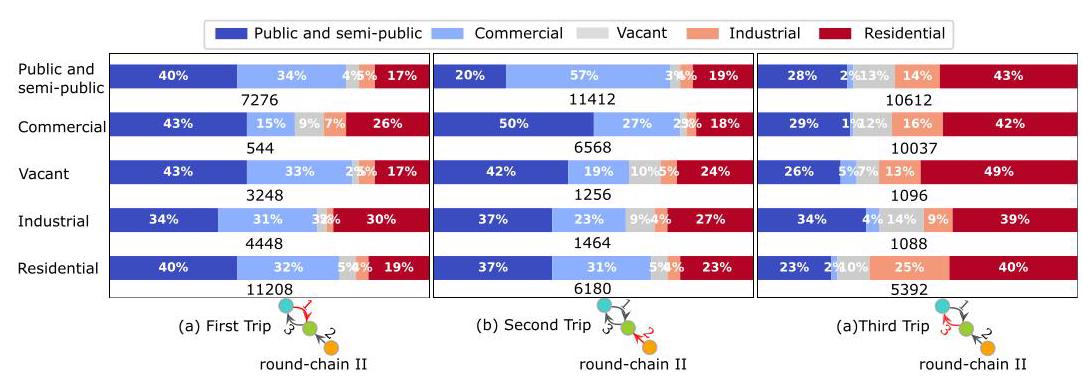 Public and semi-public Commercial Vacant Industrial Residential
Public and
semi-public
40% 34% 4% 5% 17% 20% 57% 3% 4% 19% 28% 2% 13% 14% 43%
7276 11412 10612
Commercial 43% 15% 9% 7% 26% 50% 27% 2% 3% 18% 29% 1% 12% 16% 42%
544 6568 10037
Vacant 43% 33% 2% 5% 17% 42% 19% 10% 5% 24% 26% 5% 7% 13% 49%
3248 1256 1096
Industrial 34% 31% 3% 2% 30% 37% 23% 9% 4% 27% 34% 4% 14% 9% 39%
4448 1464 1088
Residential 40% 32% 5% 4% 19% 37% 31% 5% 4% 23% 23% 2% 10% 25% 40%
11208 6180 5392
(a) First Trip 1 3 2 (b) Second Trip 1 3 2 (a)Third Trip 1 3 2
round-chain II round-chain II round-chain II